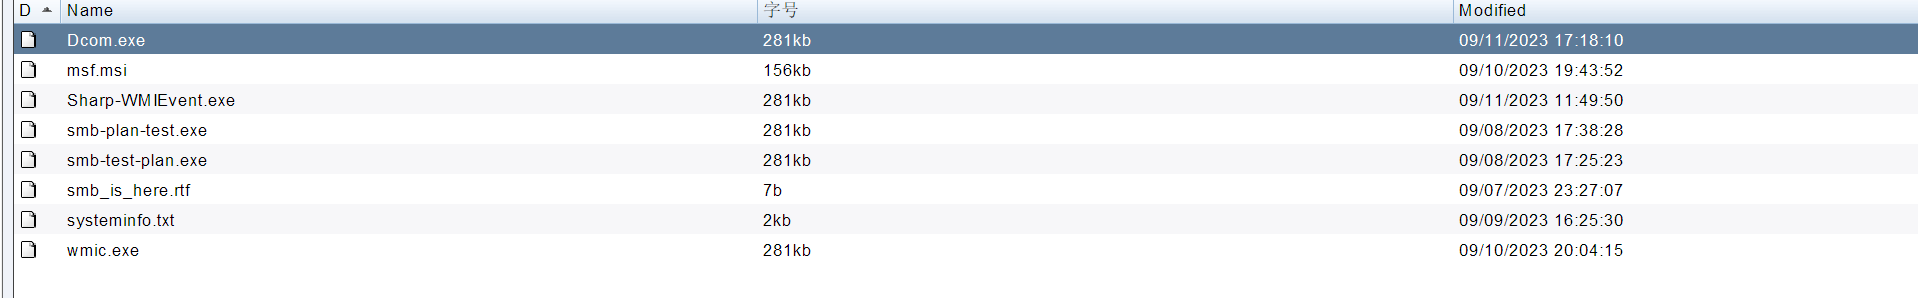 D Name 字号 Modified
Dcom.exe 281kb 09/11/2023 17:18:10
msf.msi 156kb 09/10/2023 19:43:52
Sharp-WMIEvent.exe 281kb 09/11/2023 11:49:50
smb-plan-test.exe 281kb 09/08/2023 17:38:28
smb-test-plan.exe 281kb 09/08/2023 17:25:23
smb_is_here.rtf 7b 09/07/2023 23:27:07
systeminfo.txt 2kb 09/09/2023 16:25:30
wmic.exe 281kb 09/10/2023 20:04:15